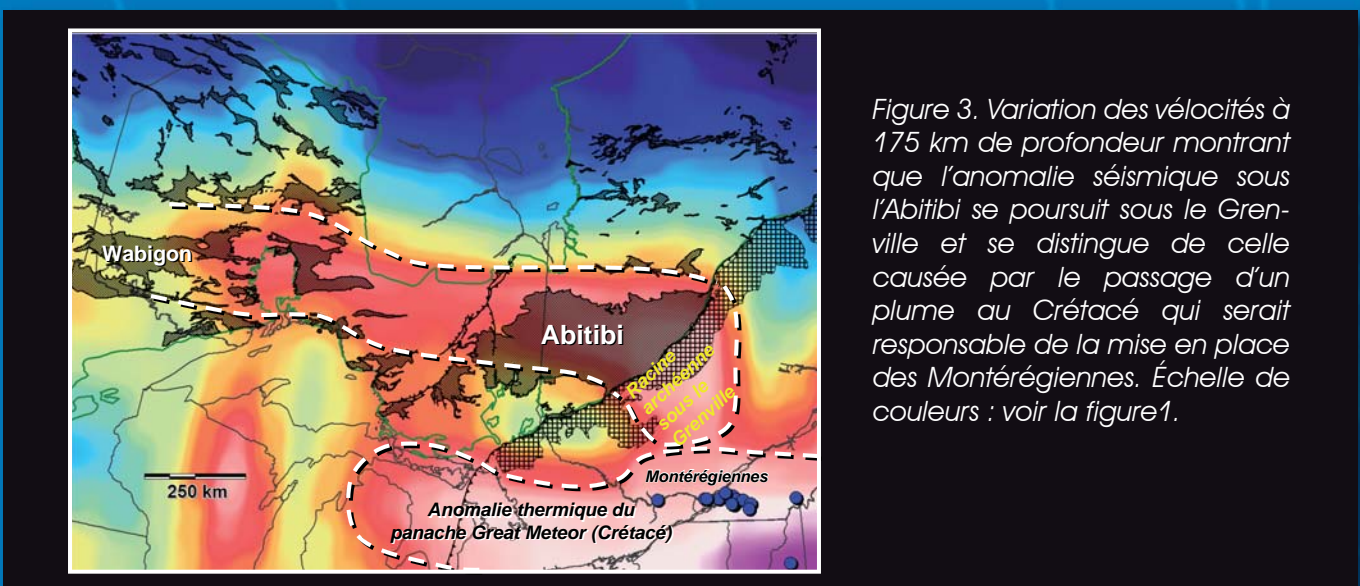 Wabigon
Abitibi
Racine
archéenne
sous le
Grenville
250 km
Montérégiennes
Anomalie thermique du
panache Great Meteor (Crétacé)
Figure 3. Variation des vélocités à
175 km de profondeur montrant
que l'anomalie séismique sous
l'Abitibi se poursuit sous le Gren-
ville et se distingue de celle
causée par le passage d'un
plume au Crétacé qui serait
responsable de la mise en place
des Montérégiennes. Échelle de
couleurs : voir la figure1.